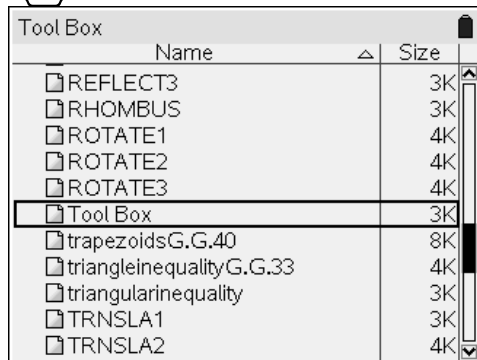 Tool Box
Name Size
REFLECT3 3K
RHOMBUS 3K
ROTATE1 4K
ROTATE2 4K
ROTATE3 4K
Tool Box 3K
trapezoidsG.G.40 8K
triangleinequalityG.G.33 4K
triangularinequality 3K
TRNSLA1 3K
TRNSLA2 4K